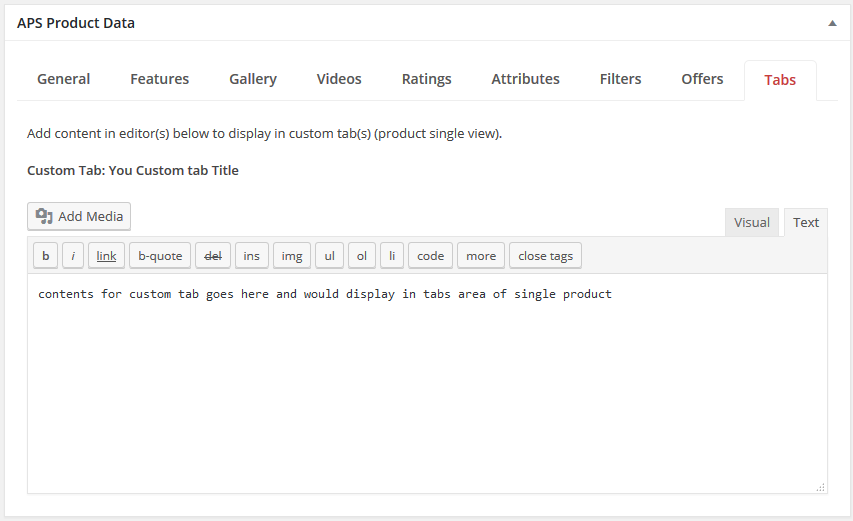 APS Product Data
General Features Gallery Videos Ratings Attributes Filters Offers Tabs
Add content in editor(s) below to display in custom tab(s) (product single view).
Custom Tab: You Custom tab Title
Add Media
Visual Text
b i link b-quote del ins img ul ol li code more close tags
contents for custom tab goes here and would display in tabs area of single product